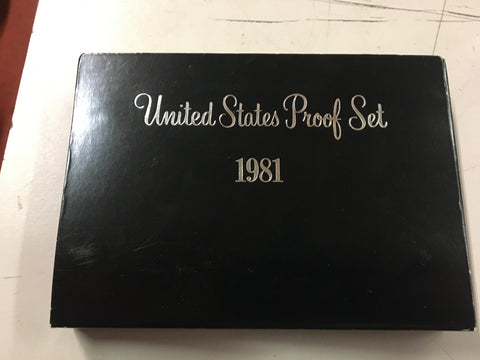 United States Proof Set
1981